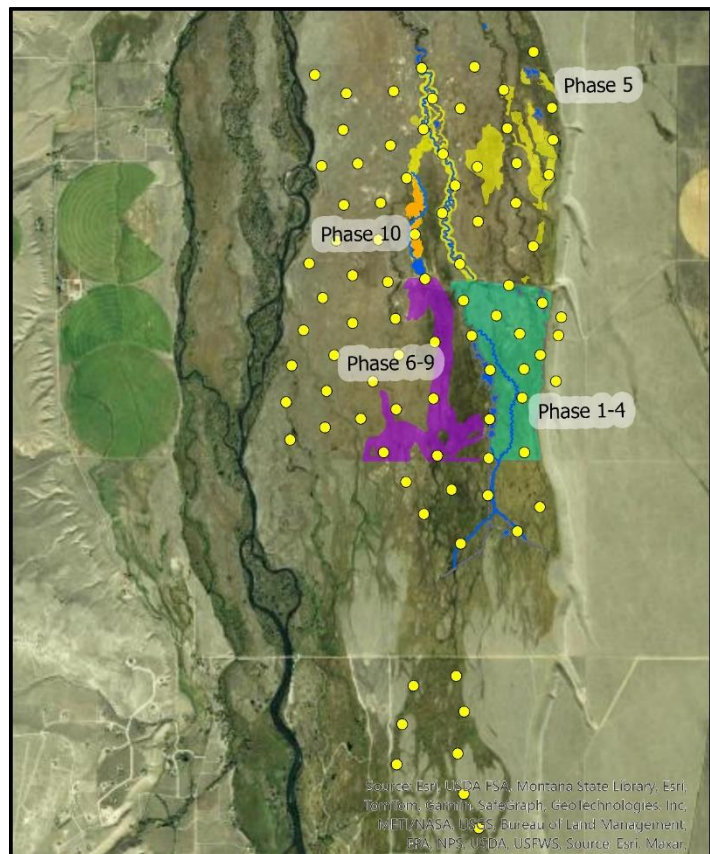 Phase 5
Phase 10
Phase 6-9
Phase 1-4
Source: Esri, USDA FSA, Montana State Library, Esri,
TomTom, Garmin, SafeGraph, GeoTechnologies, Inc,
METI/NASA, USGS, Bureau of Land Management,
EPA, NPS, USDA, USFWS, Source: Esri, Maxar,